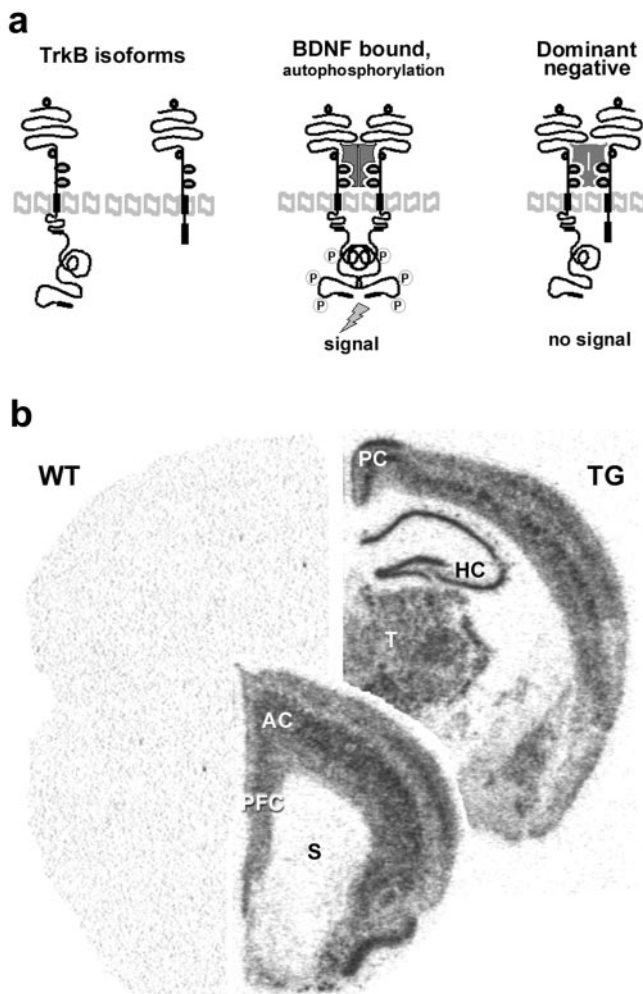 a
TrkB isoforms
BDNF bound,
autophosphorylation
Dominant
negative
P P
P P
P P
signal
no signal
b
WT
PC
TG
HC
T
AC
PFC
S